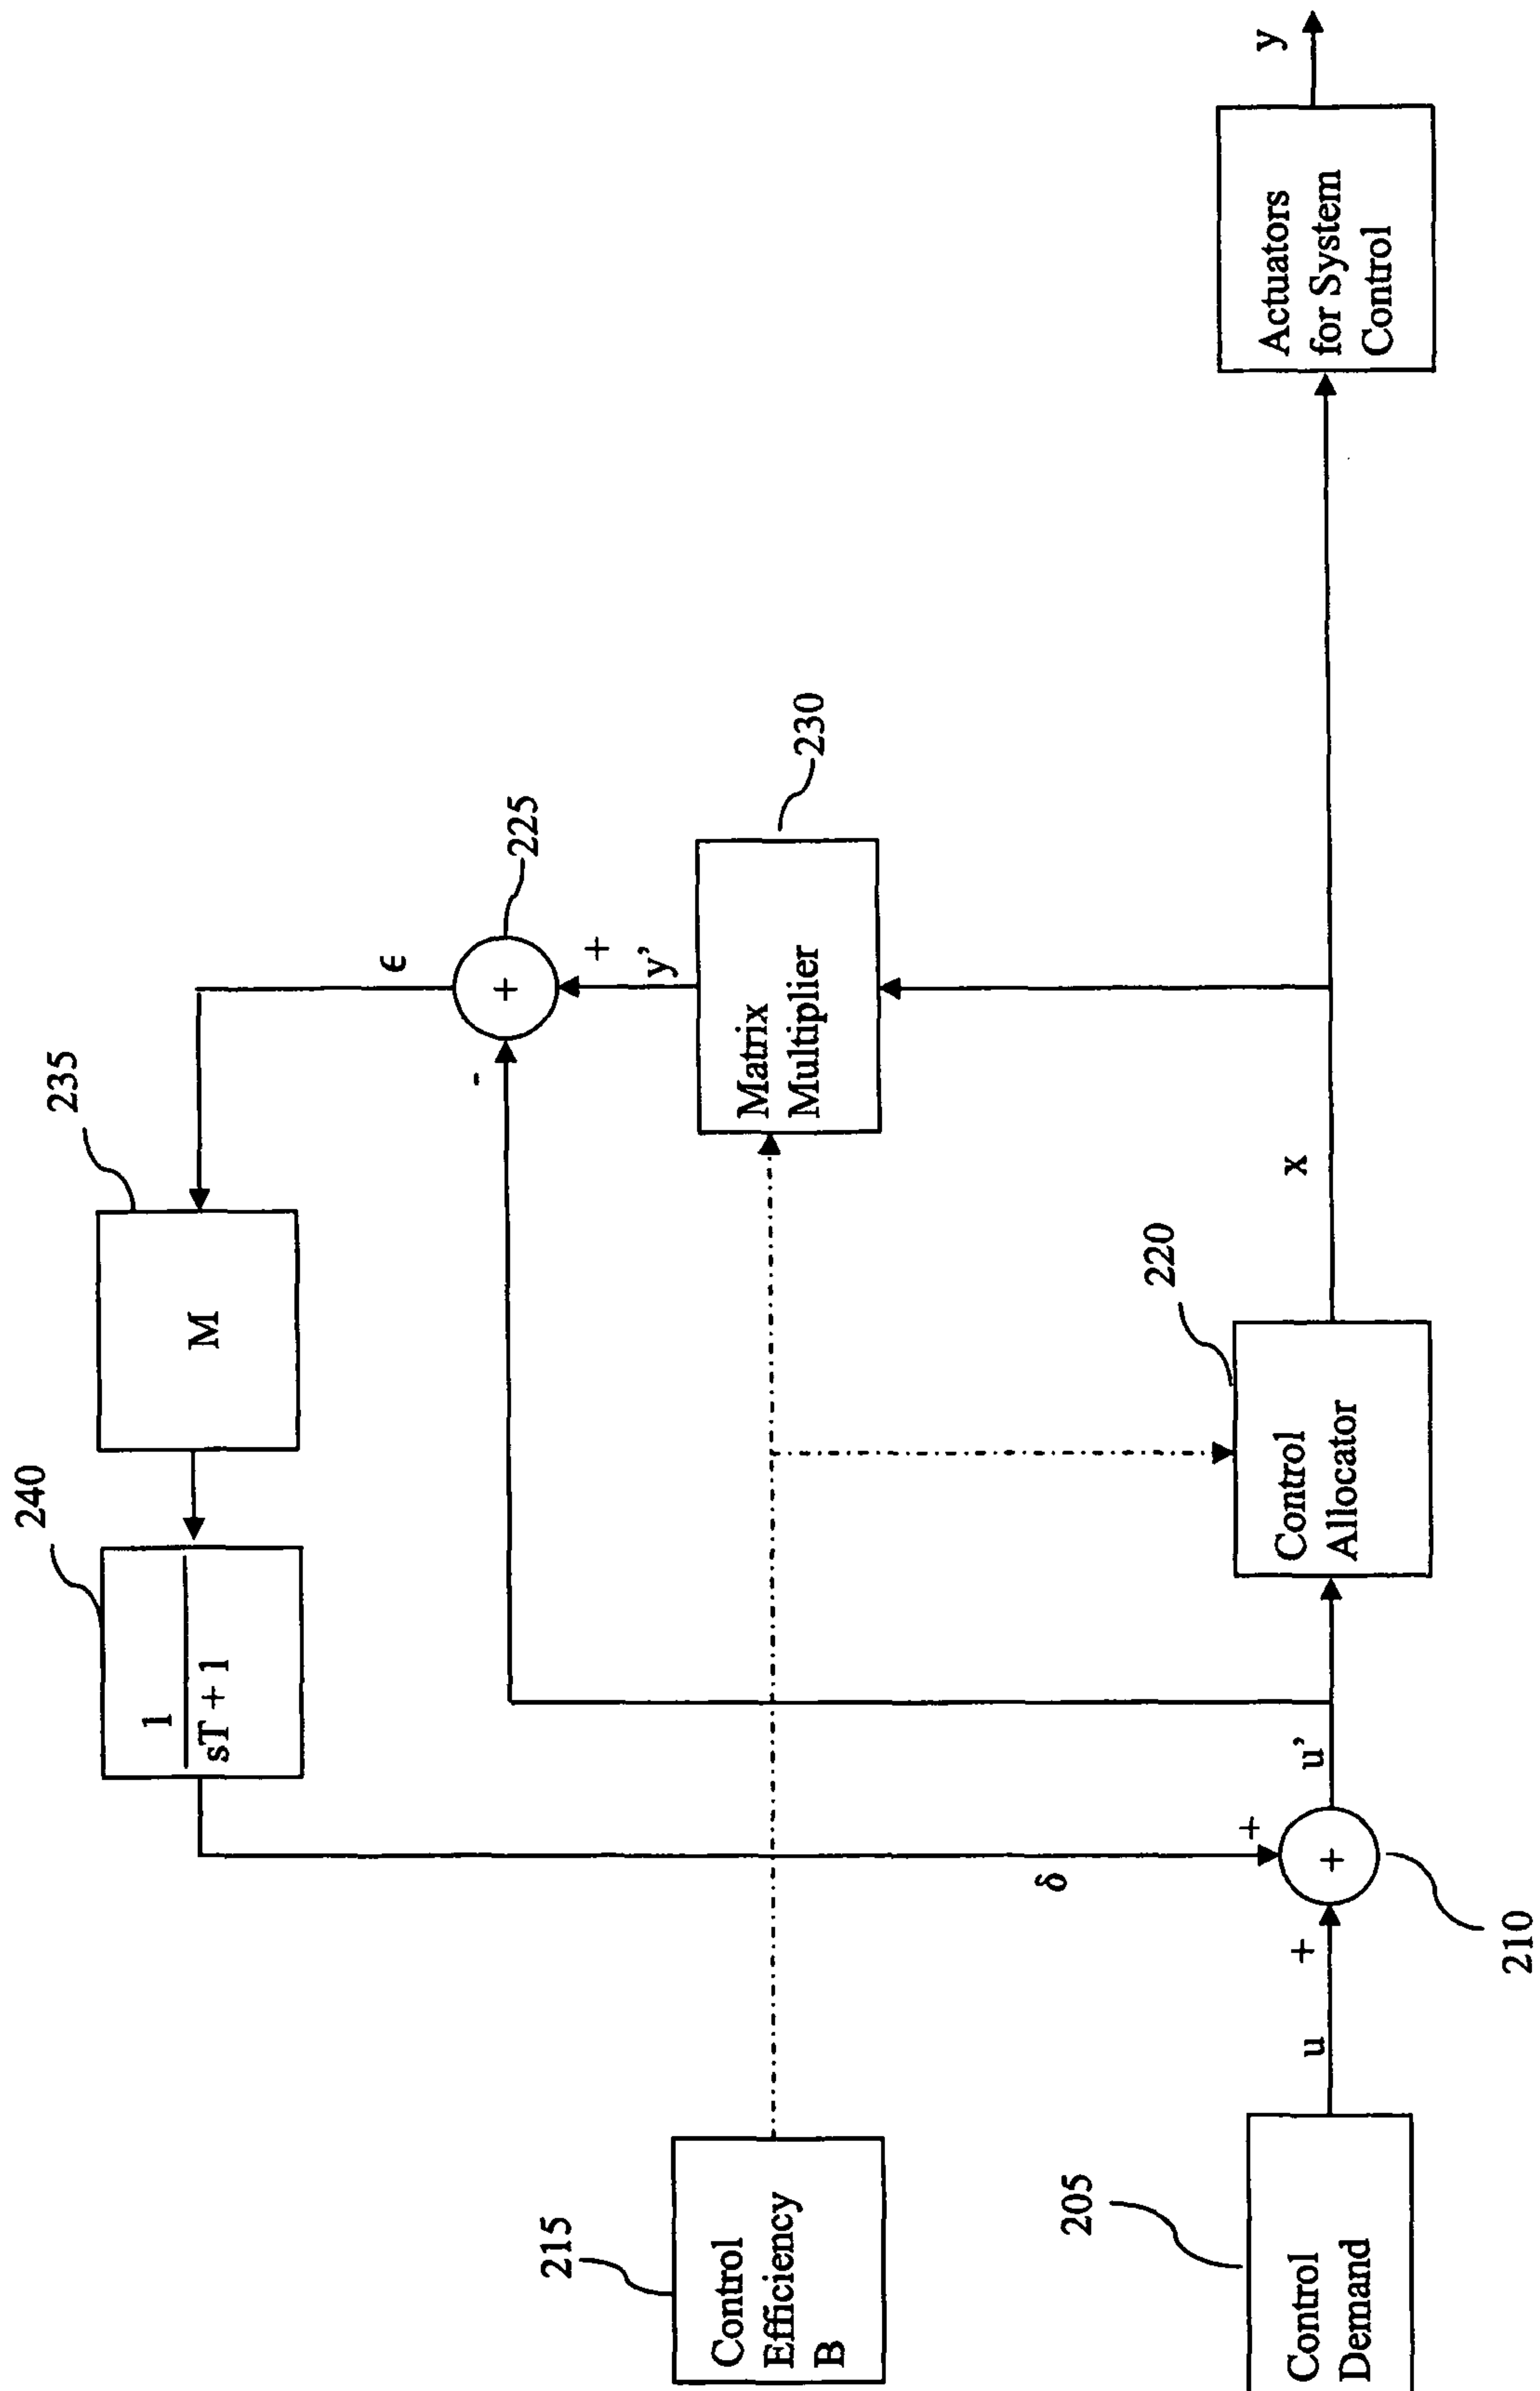 240
235
1
sT + 1
M
ϵ
225
-
+
+
y'
215
Control
Efficiency
B
Matrix
Multiplier
230
δ
205
220
Control
Demand
u
+
+
+
u'
Control
Allocator
x
Actuators
for System
Control
y
210